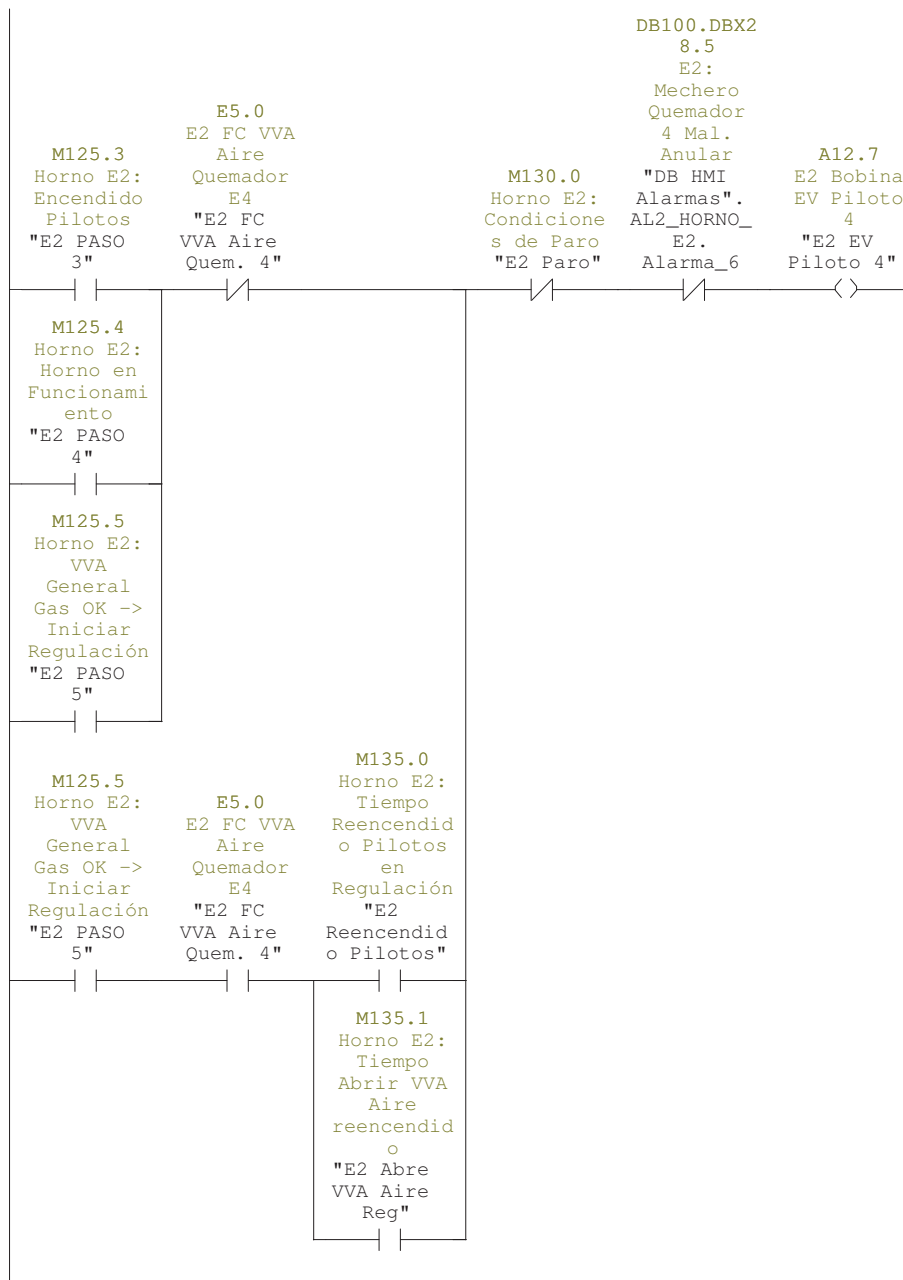 M125.3
Horno E2:
Encendido
Pilotos
"E2 PASO
3"
E5.0
E2 FC VVA
Aire
Quemador
E4
"E2 FC
VVA Aire
Quem. 4"
M130.0
Horno E2:
Condicione
s de Paro
"E2 Paro"
DB100.DBX2
8.5
E2:
Mechero
Quemador
4 Mal.
Anular
"DB HMI
Alarmas".
AL2_HORNO_
E2.
Alarma_6
A12.7
E2 Bobina
EV Piloto
4
"E2 EV
Piloto 4"
M125.4
Horno E2:
Horno en
Funcionami
ento
"E2 PASO
4"
M125.5
Horno E2:
VVA
General
Gas OK ->
Iniciar
Regulación
"E2 PASO
5"
M125.5
Horno E2:
VVA
General
Gas OK ->
Iniciar
Regulación
"E2 PASO
5"
E5.0
E2 FC VVA
Aire
Quemador
E4
"E2 FC
VVA Aire
Quem. 4"
M135.0
Horno E2:
Tiempo
Reencendid
o Pilotos
en
Regulación
"E2
Reencendid
o Pilotos"
M135.1
Horno E2:
Tiempo
Abrir VVA
Aire
reencendid
o
"E2 Abre
VVA Aire
Reg"